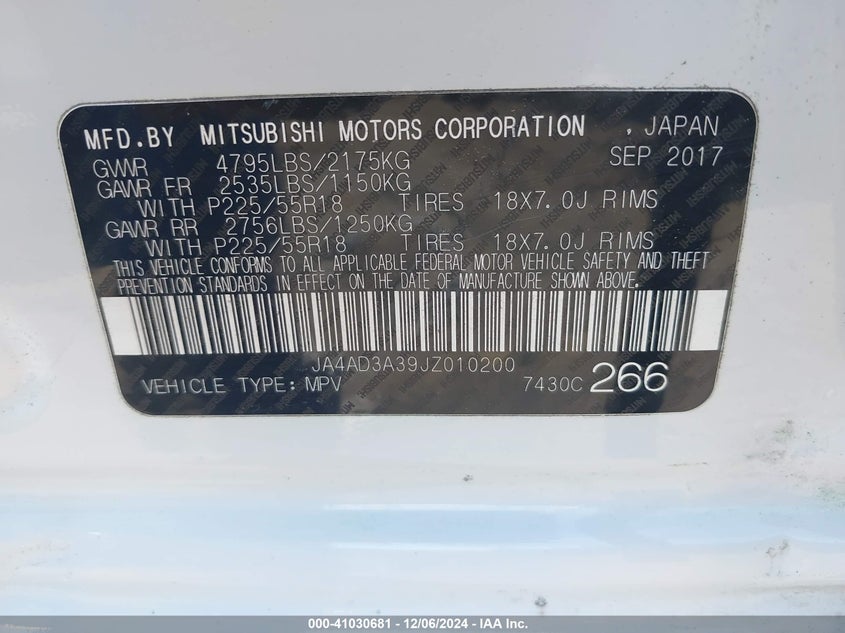 MFD.BY MITSUBISHI MOTORS CORPORATION , JAPAN
GVWR 4795LBS/2175KG SEP 2017
GAWR FR 2535LBS/1150KG
WITH P225/55R18 TIRES 18X7.0J RIMS
GAWR RR 2756LBS/1250KG
WITH P225/55R18 TIRES 18X7.0J RIMS
THIS VEHICLE CONFORMS TO ALL APPLICABLE FEDERAL MOTOR VEHICLE SAFETY AND THEFT
PREVENTION STANDARDS IN EFFECT ON THE DATE OF MANUFACTURE SHOWN ABOVE.
JA4AD3A39JZ010200
VEHICLE TYPE: MPV 7430C 266
000-41030681 - 12/06/2024 - IAA Inc.